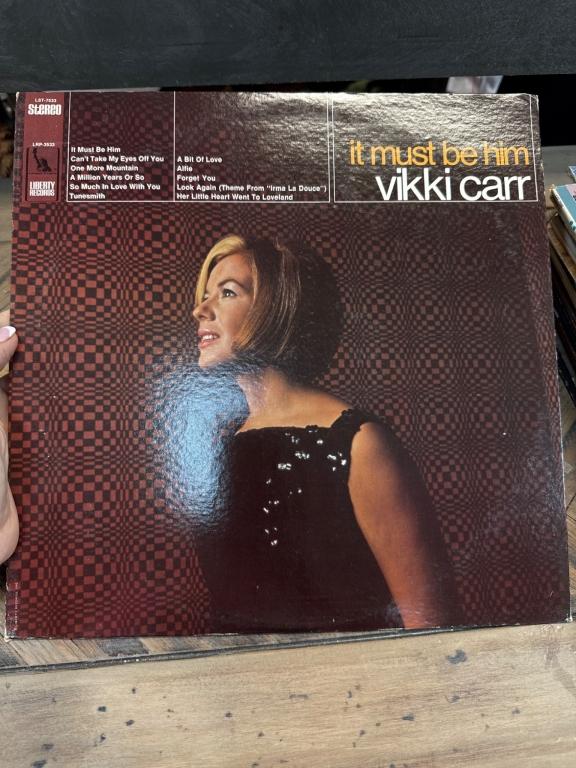 LST-7533
STEREO
LRP-3533
LIBERTY
RECORDS
It Must Be Him
Can't Take My Eyes Off You
One More Mountain
A Million Years Or So
So Much In Love With You
Tunesmith
A Bit Of Love
Alfie
Forget You
Look Again (Theme From "Irma La Douce")
Her Little Heart Went To Loveland
it must be him
vikki carr